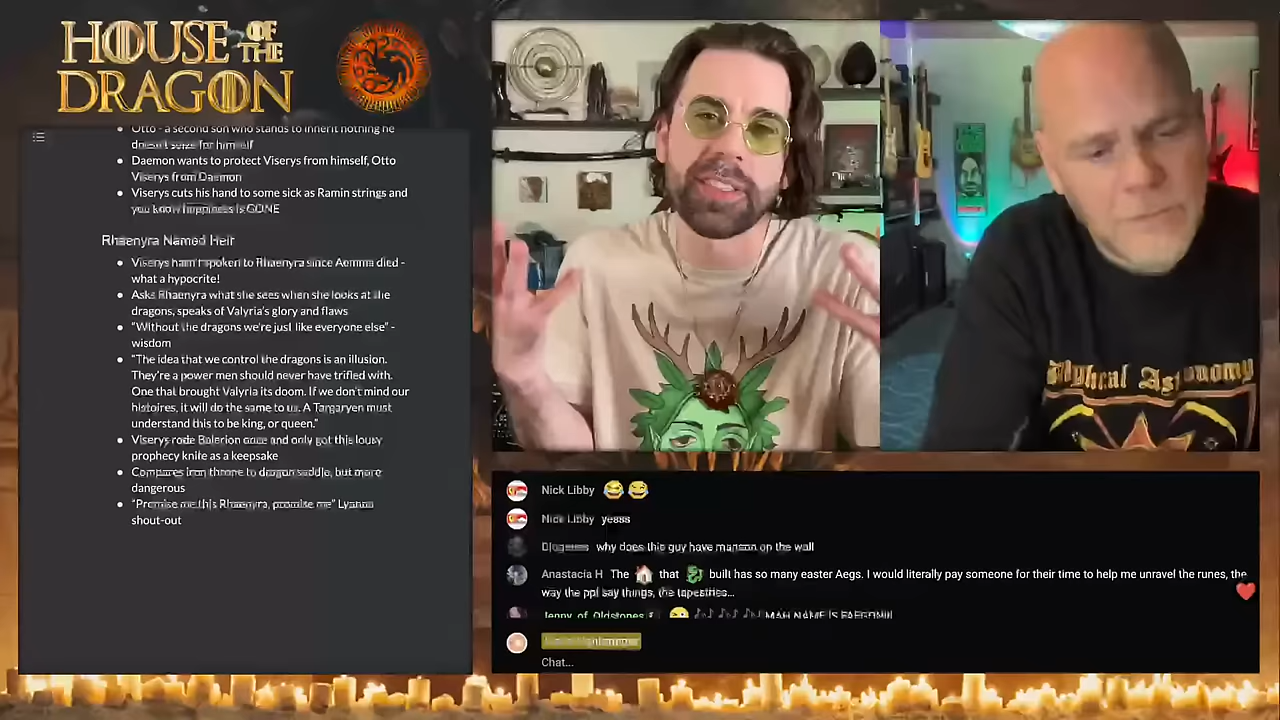 HOUSE OF THE
DRAGON
Otto - a second son who stands to inherit nothing he
doesn't seize for himself
Daemon wants to protect Viserys from himself, Otto
Viserys from Daemon
Viserys cuts his hand to some sick as Ramin strings and
you know happiness is GONE
Rhaenyra Named Heir
Viserys hasn't spoken to Rhaenyra since Aemma died -
what a hypocrite!
Asks Rhaenyra what she sees when she looks at the
dragons, speaks of Valyria's glory and flaws
"Without the dragons we're just like everyone else" -
wisdom
"The idea that we control the dragons is an illusion.
They're a power men should never have trifled with.
One that brought Valyria its doom. If we don't mind our
histoires, it will do the same to us. A Targaryen must
understand this to be king, or queen."
Viserys rode Balerion once and only got this lousy
prophecy knife as a keepsake
Compares Iron throne to dragon saddle, but more
dangerous
"Promise me this Rhaenyra, promise me" Lyanna
shout-out
Astronomy
Nick Libby 😂 😂
Nick Libby yesss
Diogenes why does this guy have manson on the wall
Anastacia H The 🏠 that 🐉 built has so many easter Aegs. I would literally pay someone for their time to help me unravel the runes, the
way the ppl say things, the tapestries...
Jenny of Oldstones 😂 🎶 🎶 🎶 MAH NAME IS FAEGON!!!
Chat...